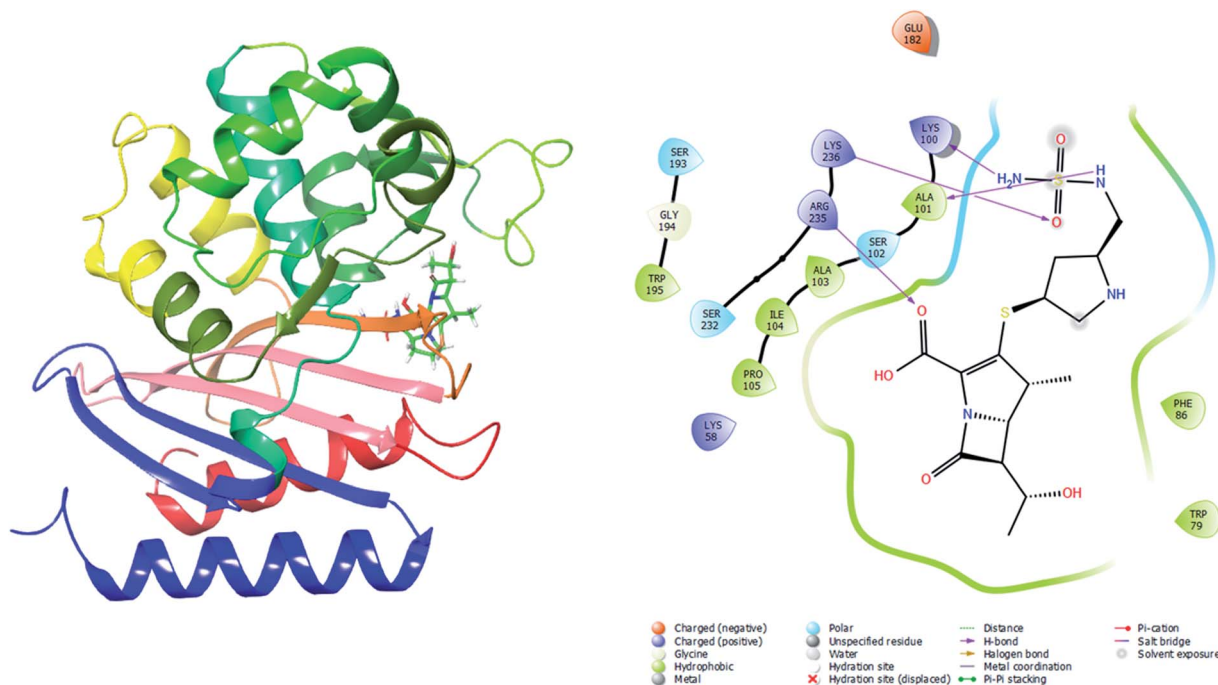 GLU
182
LYS
100
SER
193
LYS
236
GLY
194
ARG
235
ALA
101
TRP
195
SER
102
ALA
103
SER
232
ILE
104
PRO
105
LYS
58
PHE
86
TRP
79
O
H₂N
S
H
N
O
NH
S
O
HO
N
O
OH
Charged (negative)
Charged (positive)
Glycine
Hydrophobic
Metal
Polar
Unspecified residue
Water
Hydration site
Hydration site (displaced)
Distance
H-bond
Halogen bond
Metal coordination
Pi-Pi stacking
Pi-cation
Salt bridge
Solvent exposure